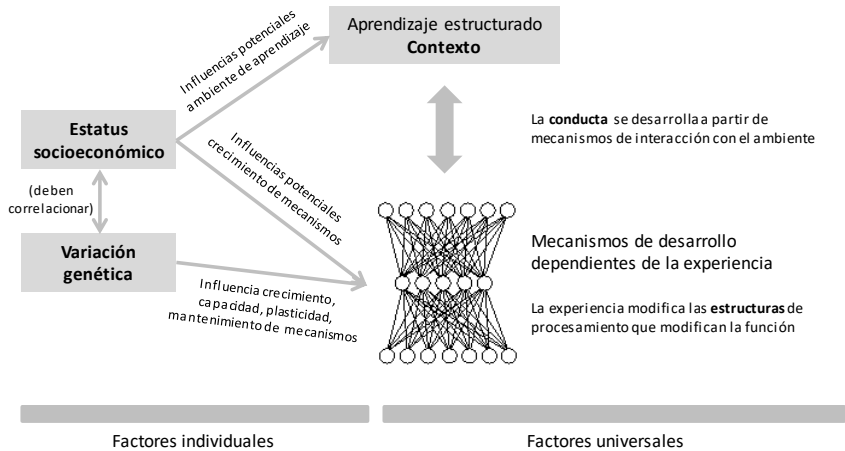 Aprendizaje estructurado
Contexto
Influencias potenciales
ambiente de aprendizaje
Estatus
socioeconómico
Influencias potenciales
crecimiento de mecanismos
La conducta se desarrolla a partir de
mecanismos de interacción con el ambiente
(deben
correlacionar)
Variación
genética
Influencia crecimiento,
capacidad, plasticidad,
mantenimiento de mecanismos
Mecanismos de desarrollo
dependientes de la experiencia
La experiencia modifica las estructuras de
procesamiento que modifican la función
Factores individuales
Factores universales